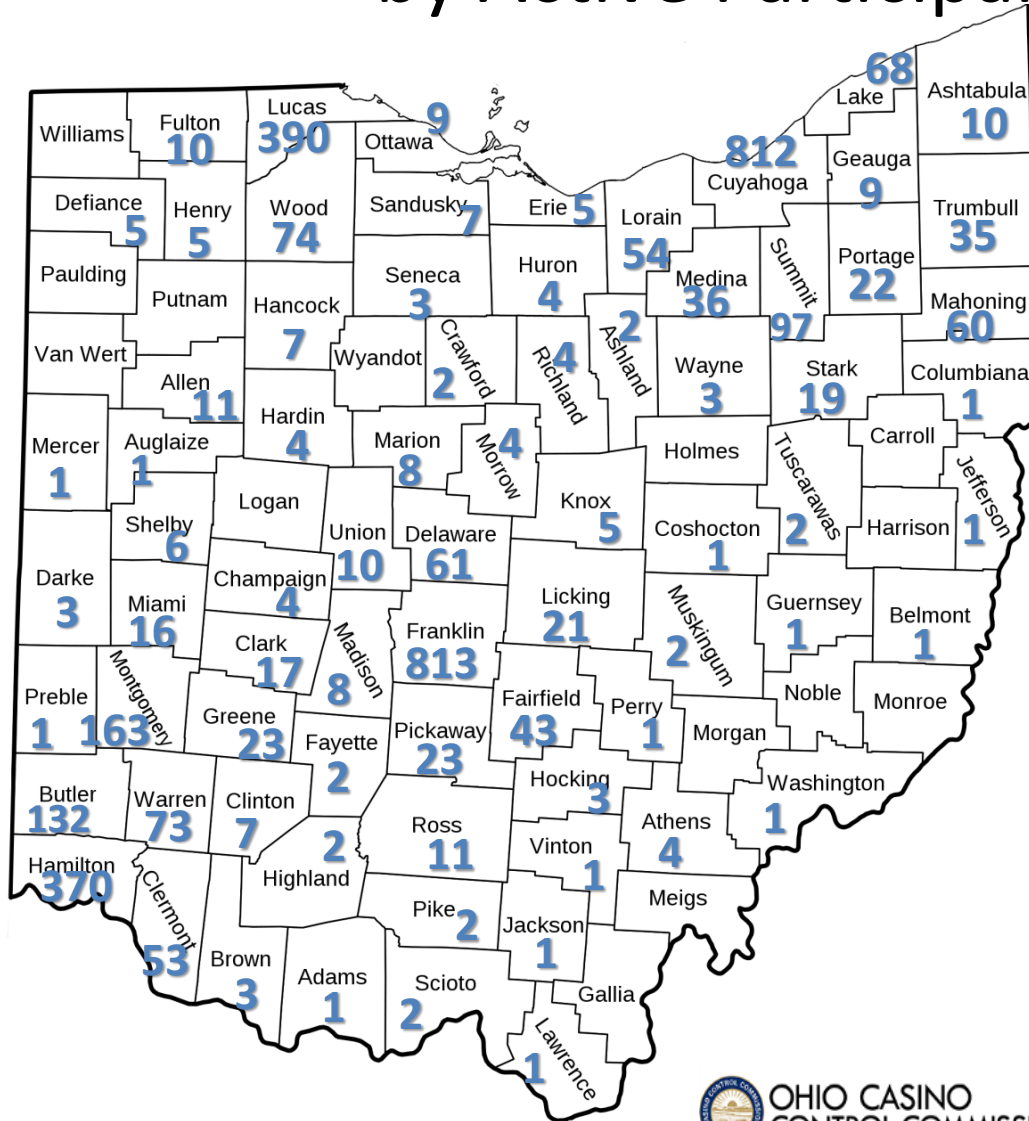 68
Lake
Ashtabula
10
Williams
Fulton
10
Lucas
390
9
Ottawa
812
Cuyahoga
Geauga
9
Defiance
5
Henry
5
Wood
74
Sandusky
7
Erie
5
Lorain
54
Trumbull
35
Paulding
Putnam
Hancock
7
Seneca
3
Huron
4
Medina
36
Summit
97
Portage
22
Mahoning
60
Van Wert
Allen
11
Wyandot
Crawford
2
Richland
4
Ashland
2
Wayne
3
Stark
19
Columbiana
1
Mercer
1
Auglaize
1
Hardin
4
Marion
8
Morrow
4
Holmes
Tuscarawas
2
Carroll
Jefferson
1
Shelby
6
Logan
Union
10
Delaware
61
Knox
5
Coshocton
1
Harrison
Darke
3
Miami
16
Champaign
4
Clark
17
Madison
8
Franklin
813
Licking
21
Muskingum
2
Guernsey
1
Belmont
1
Preble
1
Montgomery
163
Greene
23
Fayette
2
Pickaway
23
Fairfield
43
Perry
1
Morgan
Noble
Monroe
Butler
132
Warren
73
Clinton
7
Hocking
3
Washington
1
Hamilton
370
Clermont
53
2
Highland
Ross
11
Vinton
1
Athens
4
Meigs
Brown
3
Adams
1
Pike
2
Jackson
1
Scioto
2
Gallia
Lawrence
1
OHIO CASINO